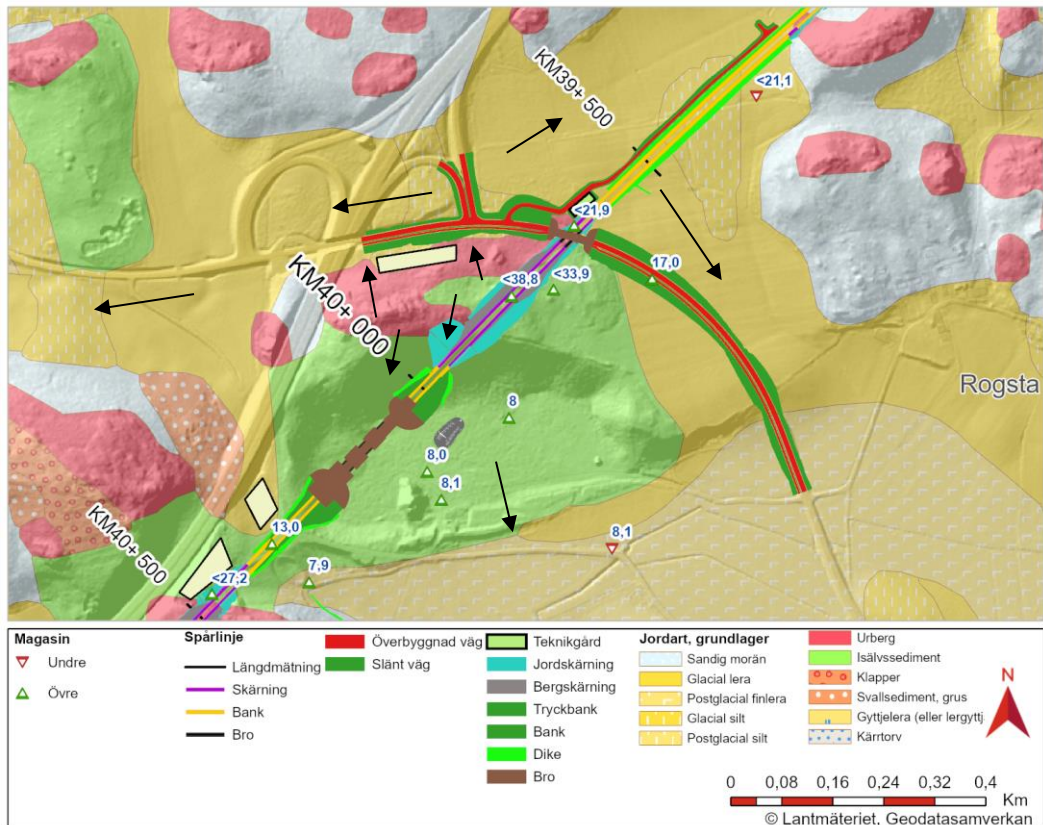 <21,1
KM39+ 500
<21,9
17,0
<38,8
<33,9
KM40+ 000
Rogsta
8
8,0
8,1
13,0
8,1
KM40+ 500
7,9
<27,2
Magasin
Undre
Övre
Spårlinje
Längdmätning
Skärning
Bank
Bro
Överbyggnad väg
Slänt väg
Teknikgård
Jordskärning
Bergskärning
Tryckbank
Bank
Dike
Bro
Jordart, grundlager
Sandig morän
Glacial lera
Postglacial finlera
Glacial silt
Postglacial silt
Urberg
Isälvssediment
Klapper
Svallsediment, grus
Gyttjelera (eller lergyttj
Kärrtorv
N
0 0,08 0,16 0,24 0,32 0,4
Km
© Lantmäteriet, Geodatasamverkan